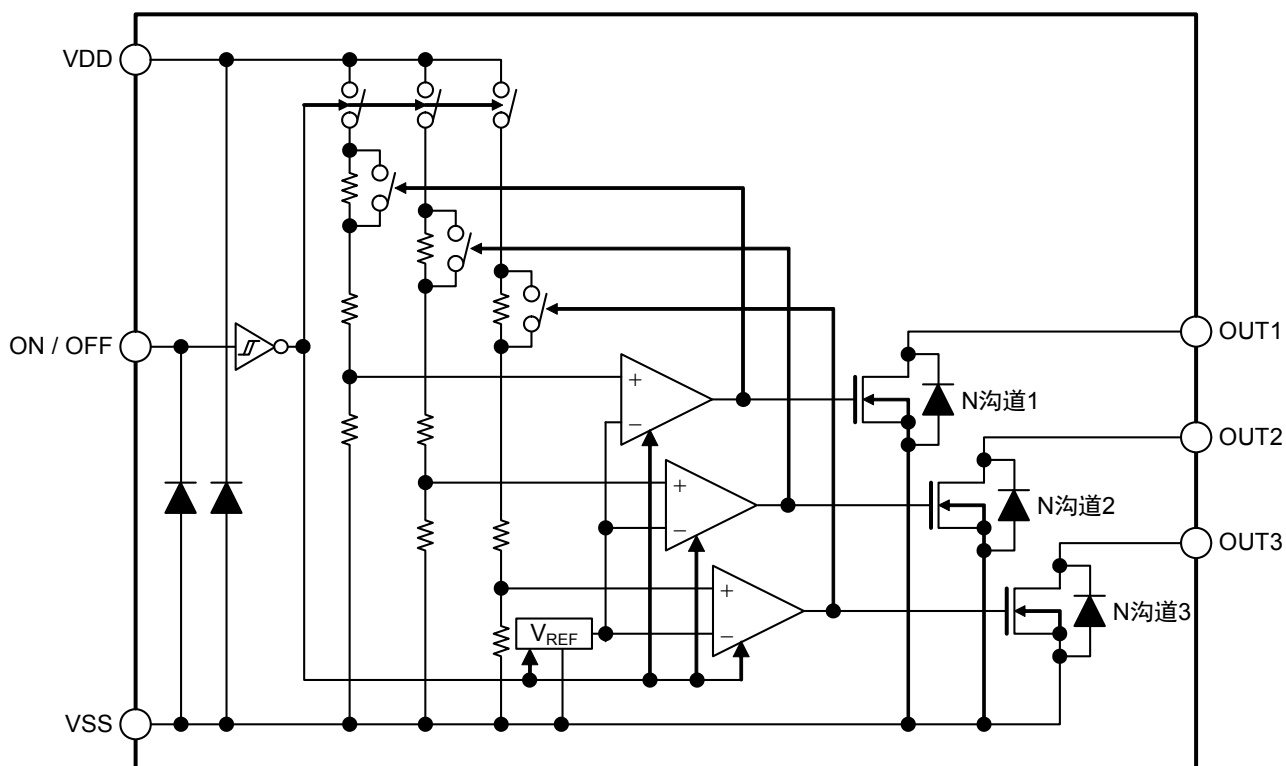 VDD
ON / OFF
VSS
+
−
+
−
+
−
VREF
N沟道1
N沟道2
N沟道3
OUT1
OUT2
OUT3